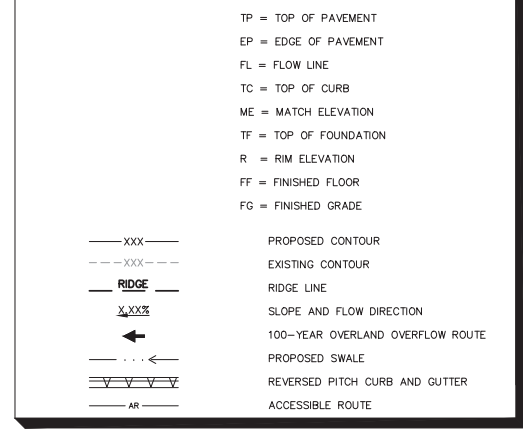 TP = TOP OF PAVEMENT
EP = EDGE OF PAVEMENT
FL = FLOW LINE
TC = TOP OF CURB
ME = MATCH ELEVATION
TF = TOP OF FOUNDATION
R = RIM ELEVATION
FF = FINISHED FLOOR
FG = FINISHED GRADE
XXX PROPOSED CONTOUR
XXX EXISTING CONTOUR
RIDGE RIDGE LINE
X.XX% SLOPE AND FLOW DIRECTION
100-YEAR OVERLAND OVERFLOW ROUTE
PROPOSED SWALE
REVERSED PITCH CURB AND GUTTER
AR ACCESSIBLE ROUTE